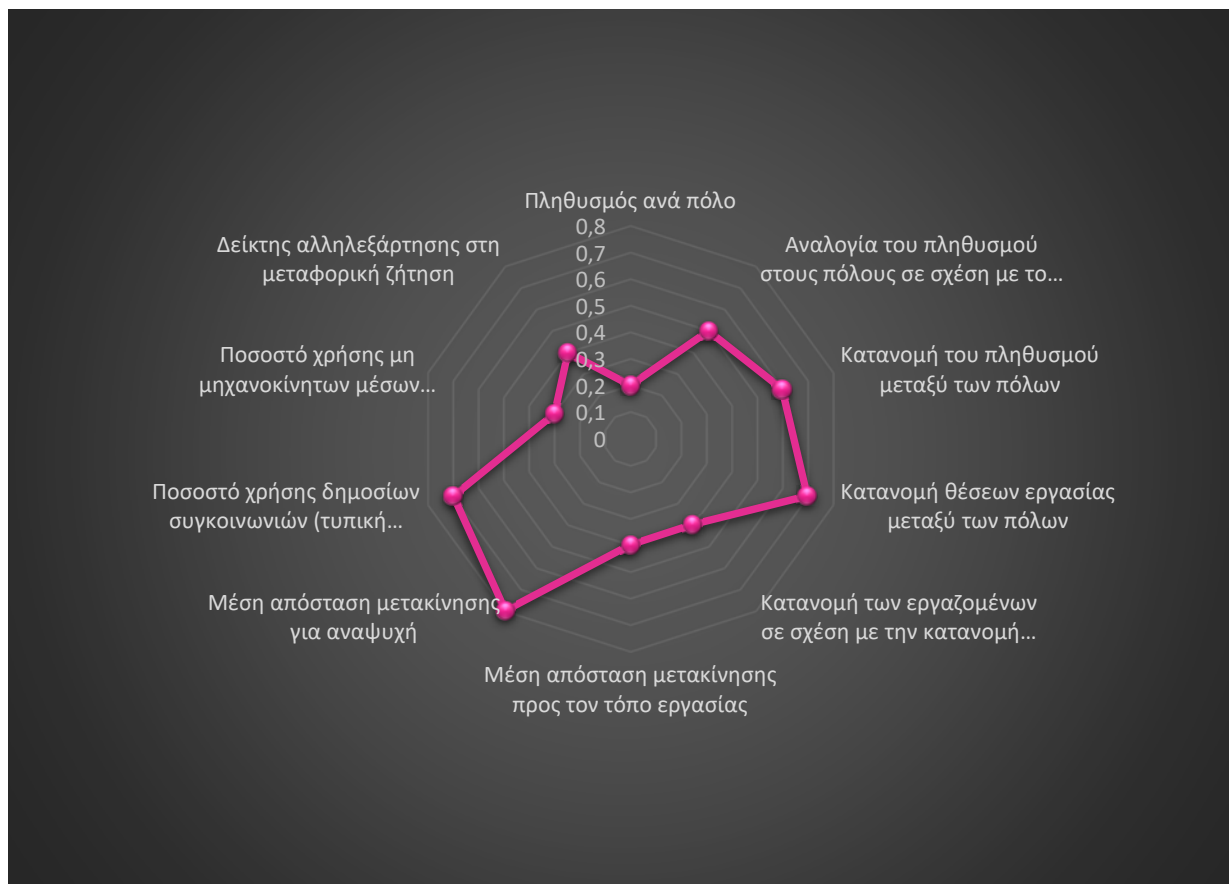 Πληθυσμός ανά πόλο
Αναλογία του πληθυσμού
στους πόλους σε σχέση με το...
Κατανομή του πληθυσμού
μεταξύ των πόλων
Κατανομή θέσεων εργασίας
μεταξύ των πόλων
Κατανομή των εργαζομένων
σε σχέση με την κατανομή...
Μέση απόσταση μετακίνησης
προς τον τόπο εργασίας
Μέση απόσταση μετακίνησης
για αναψυχή
Ποσοστό χρήσης δημοσίων
συγκοινωνιών (τυπική...
Ποσοστό χρήσης μη
μηχανοκίνητων μέσων...
Δείκτης αλληλεξάρτησης στη
μεταφορική ζήτηση
0,8
0,7
0,6
0,5
0,4
0,3
0,2
0,1
0